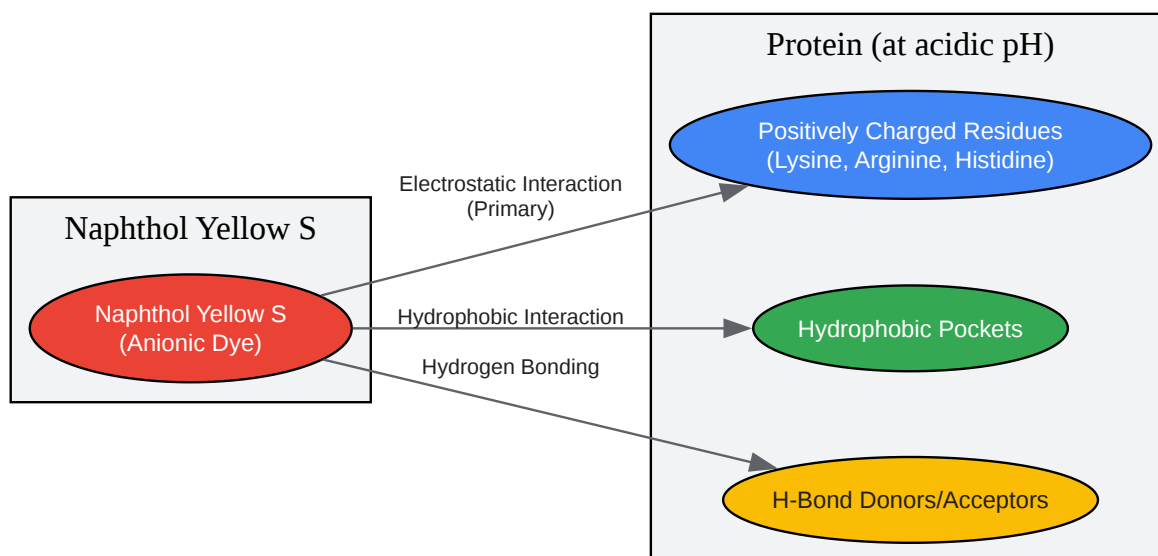 Protein (at acidic pH)
Positively Charged Residues
(Lysine, Arginine, Histidine)
Electrostatic Interaction
(Primary)
Naphthol Yellow S
Naphthol Yellow S
(Anionic Dye)
Hydrophobic Interaction
Hydrophobic Pockets
Hydrogen Bonding
H-Bond Donors/Acceptors